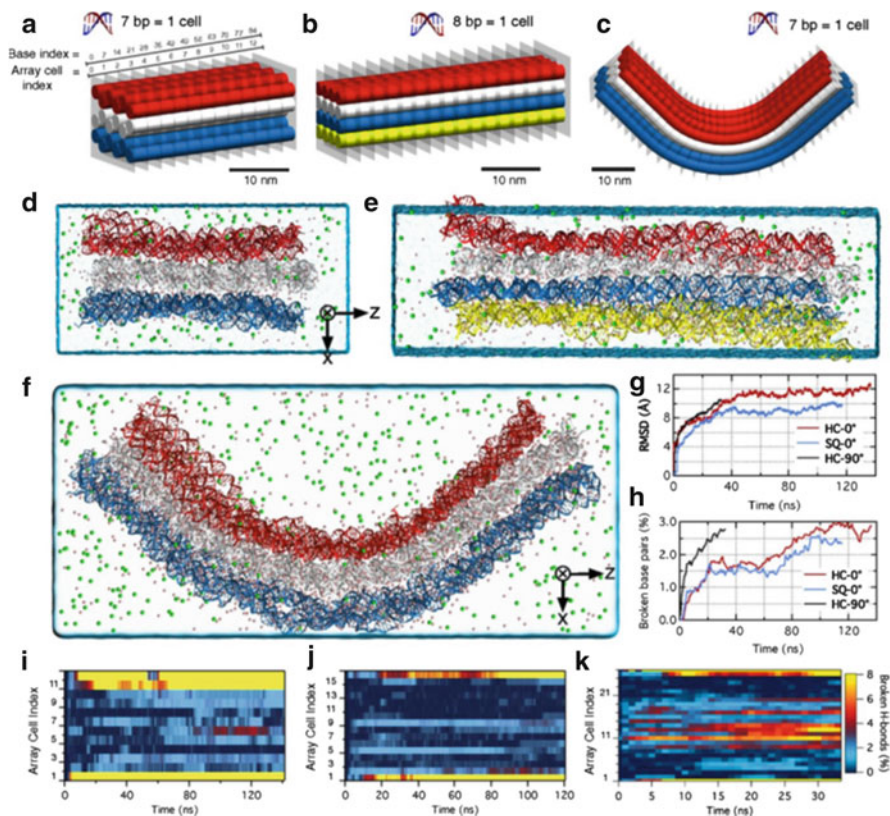 a
7 bp = 1 cell
b
8 bp = 1 cell
c
7 bp = 1 cell
Base index =
0 7 14 21 28 35 42 49 56 63 70 77 84
Array cell index =
0 1 2 3 4 5 6 7 8 9 10 11 12
10 nm
10 nm
10 nm
d
Z
X
e
f
Z
X
g
RMSD (Å)
12
8
4
0
HC-0°
SQ-0°
HC-90°
0 40 80 120
Time (ns)
h
Broken base pairs (%)
3.0
2.0
1.0
0.0
HC-0°
SQ-0°
HC-90°
0 40 80 120
Time (ns)
i
Array Cell Index
11
9
7
5
3
1
0 40 80 120
Time (ns)
j
Array Cell Index
15
13
11
9
7
5
3
1
0 20 40 60 80 100 120
Time (ns)
k
Array Cell Index
21
11
1
0 5 10 15 20 25 30
Time (ns)
8
6
4
2
0
Broken H-bonds (%)